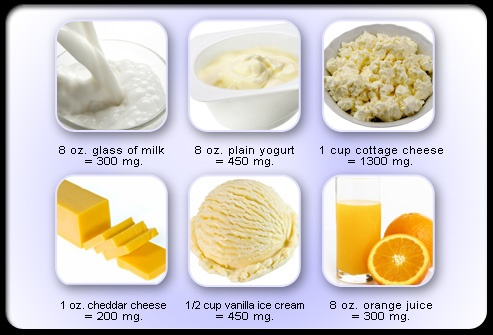 8 oz. glass of milk
= 300 mg.
8 oz. plain yogurt
= 450 mg.
1 cup cottage cheese
= 1300 mg.
1 oz. cheddar cheese
= 200 mg.
1/2 cup vanilla ice cream
= 450 mg.
8 oz. orange juice
= 300 mg.